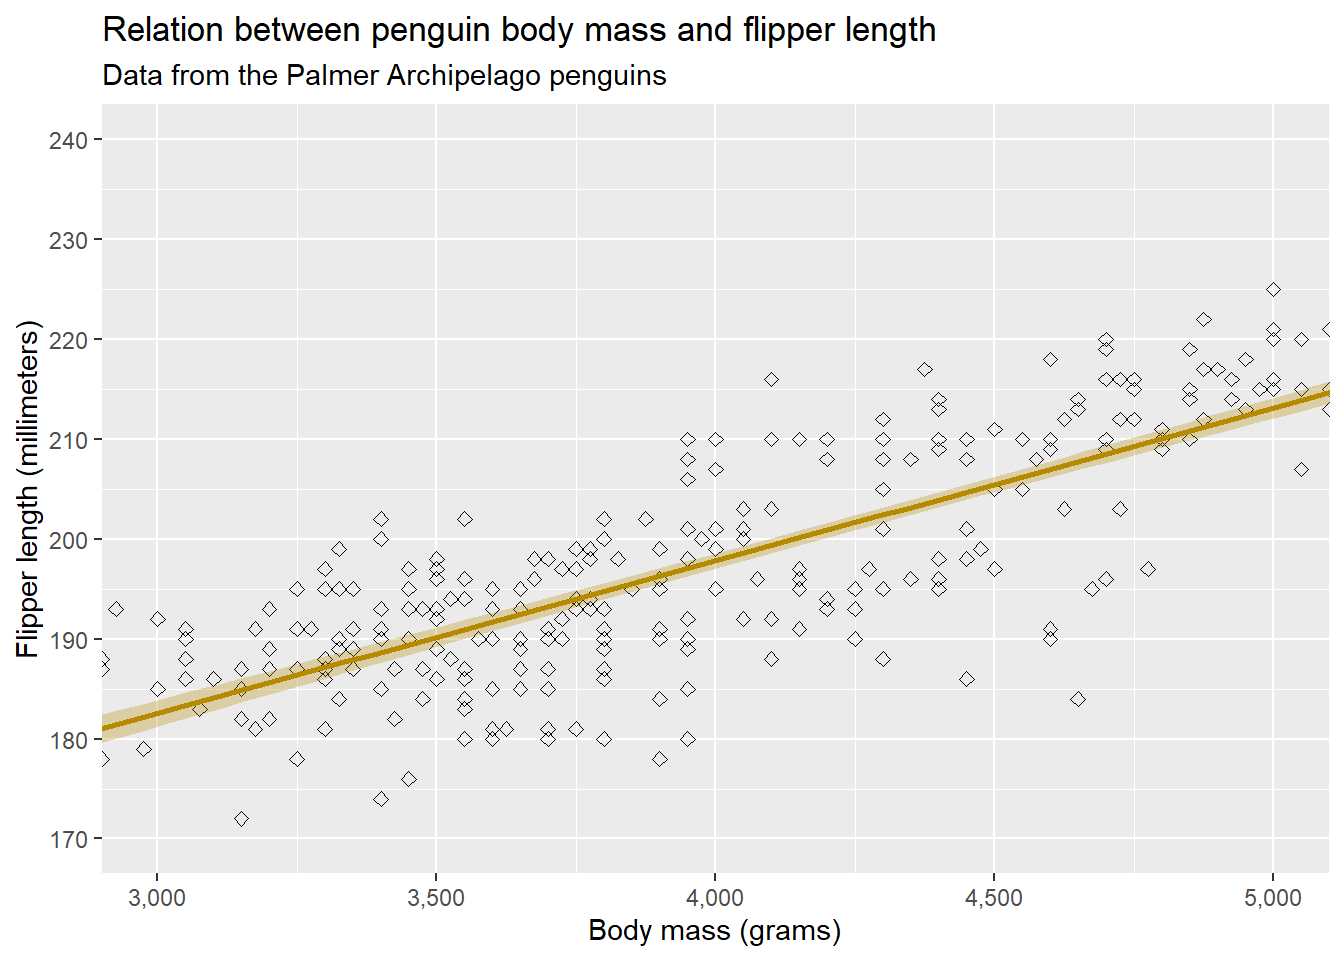 Relation between penguin body mass and flipper length
Data from the Palmer Archipelago penguins
240
230
220
210
200
190
180
170
Flipper length (millimeters)
3,000 3,500 4,000 4,500 5,000
Body mass (grams)